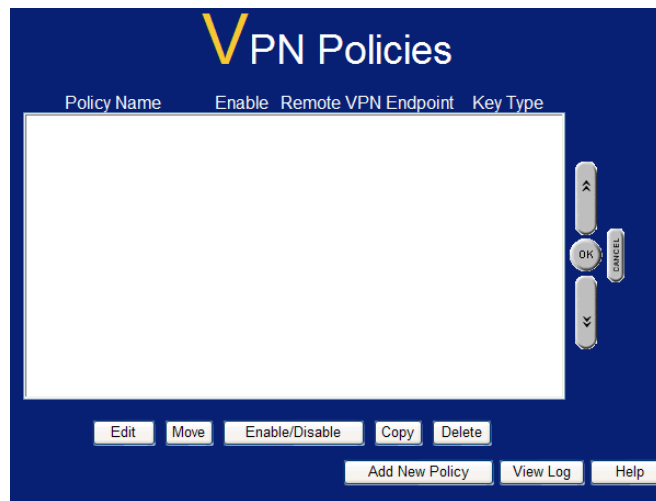 VPN Policies
Policy Name Enable Remote VPN Endpoint Key Type
OK
CANCEL
Edit Move Enable/Disable Copy Delete
Add New Policy View Log Help